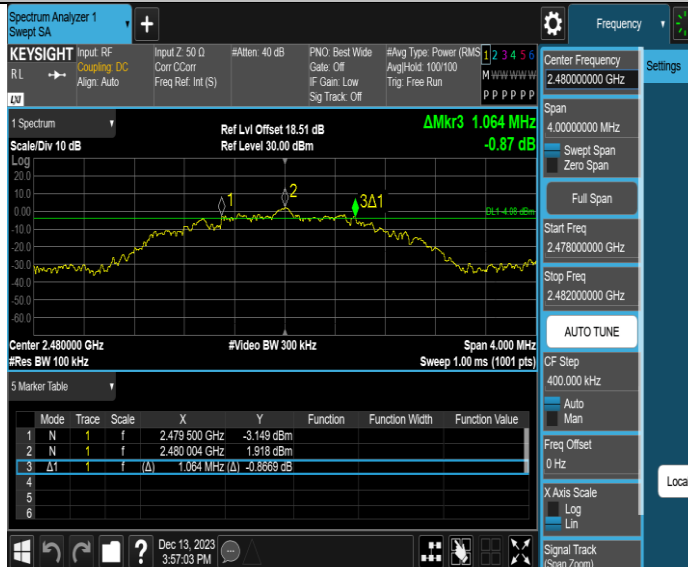 Spectrum Analyzer 1
Swept SA
Frequency
KEYSIGHT
RL
LXI
Input: RF
Coupling: DC
Align: Auto
Input Z: 50 Ω
Corr CCorr
Freq Ref: Int (S)
#Atten: 40 dB
PNO: Best Wide
Gate: Off
IF Gain: Low
Sig Track: Off
#Avg Type: Power (RMS
Avg|Hold: 100/100
Trig: Free Run
1 2 3 4 5 6
M W W W W W
P P P P P P
1 Spectrum
Scale/Div 10 dB
Ref Lvl Offset 18.51 dB
Ref Level 30.00 dBm
ΔMkr3 1.064 MHz
-0.87 dB
Log
20.0
10.0
0.00
-10.0
-20.0
-30.0
-40.0
-50.0
-60.0
1
2
3Δ1
DL1 -4.08 dBm
Center 2.480000 GHz
#Res BW 100 kHz
#Video BW 300 kHz
Span 4.000 MHz
Sweep 1.00 ms (1001 pts)
5 Marker Table
Mode Trace Scale X Y Function Function Width Function Value
1 N 1 f 2.479 500 GHz -3.149 dBm
2 N 1 f 2.480 004 GHz 1.918 dBm
3 Δ1 1 f (Δ) 1.064 MHz (Δ) -0.8669 dB
4
5
6
Dec 13, 2023
3:57:03 PM
Center Frequency
2.480000000 GHz
Span
4.00000000 MHz
Swept Span
Zero Span
Full Span
Start Freq
2.478000000 GHz
Stop Freq
2.482000000 GHz
AUTO TUNE
CF Step
400.000 kHz
Auto
Man
Freq Offset
0 Hz
X Axis Scale
Log
Lin
Signal Track
(Span Zoom)
Settings
Loca